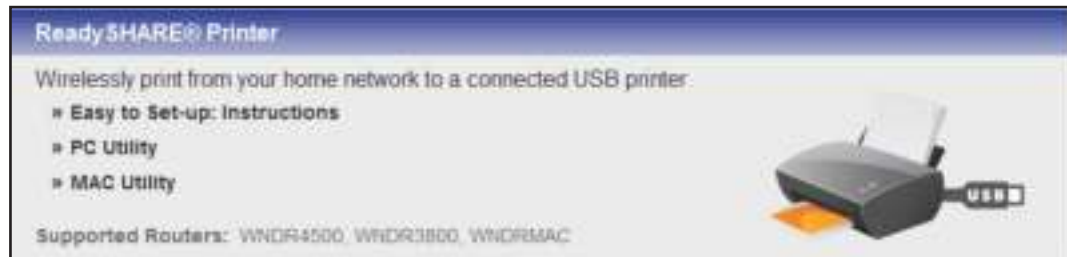 ReadySHARE® Printer
Wirelessly print from your home network to a connected USB printer
» Easy to Set-up: Instructions
» PC Utility
» MAC Utility
USB
Supported Routers: WNDR4500, WNDR3800, WNDRMAC